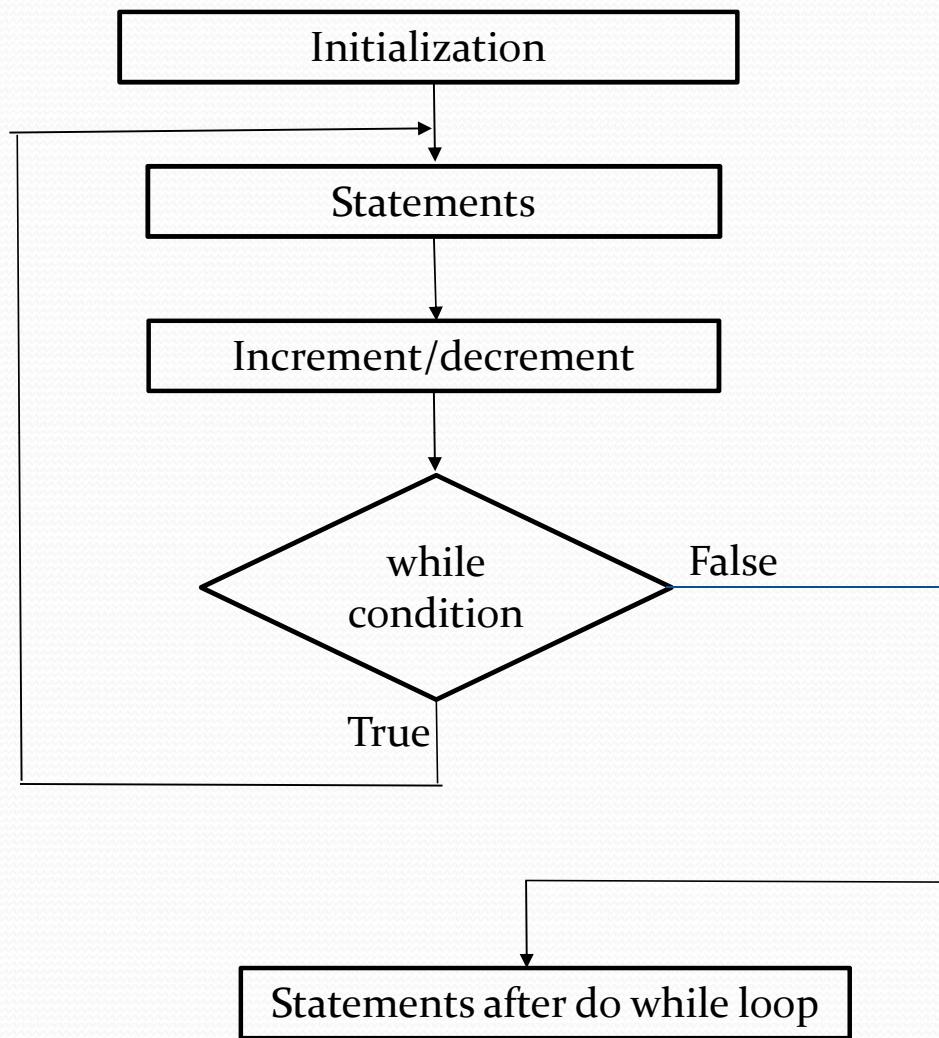 Initialization
Statements
Increment/decrement
while
condition
False
True
Statements after do while loop